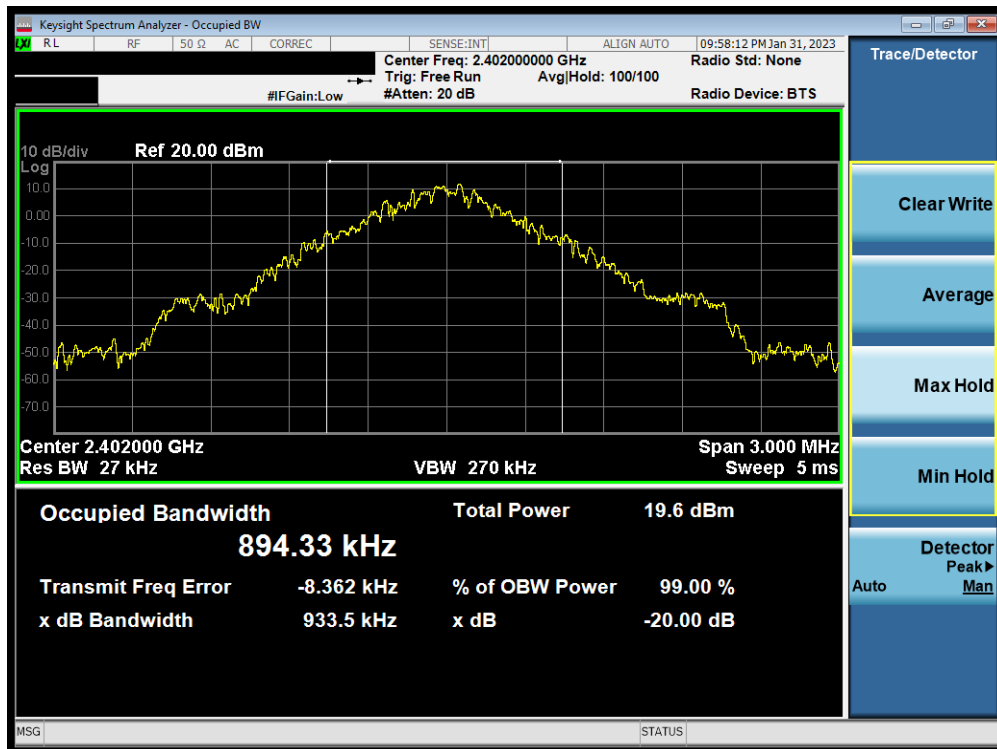 Keysight Spectrum Analyzer - Occupied BW
LXI RL RF 50 Ω AC CORREC SENSE:INT ALIGN AUTO 09:58:12 PM Jan 31, 2023
Center Freq: 2.402000000 GHz Radio Std: None
Trig: Free Run Avg|Hold: 100/100
#IFGain:Low #Atten: 20 dB Radio Device: BTS
10 dB/div Ref 20.00 dBm
Log
10.0
0.00
-10.0
-20.0
-30.0
-40.0
-50.0
-60.0
-70.0
Center 2.402000 GHz Span 3.000 MHz
Res BW 27 kHz VBW 270 kHz Sweep 5 ms
Occupied Bandwidth Total Power 19.6 dBm
894.33 kHz
Transmit Freq Error -8.362 kHz % of OBW Power 99.00 %
x dB Bandwidth 933.5 kHz x dB -20.00 dB
MSG STATUS
Trace/Detector
Clear Write
Average
Max Hold
Min Hold
Detector
Peak▶
Auto Man